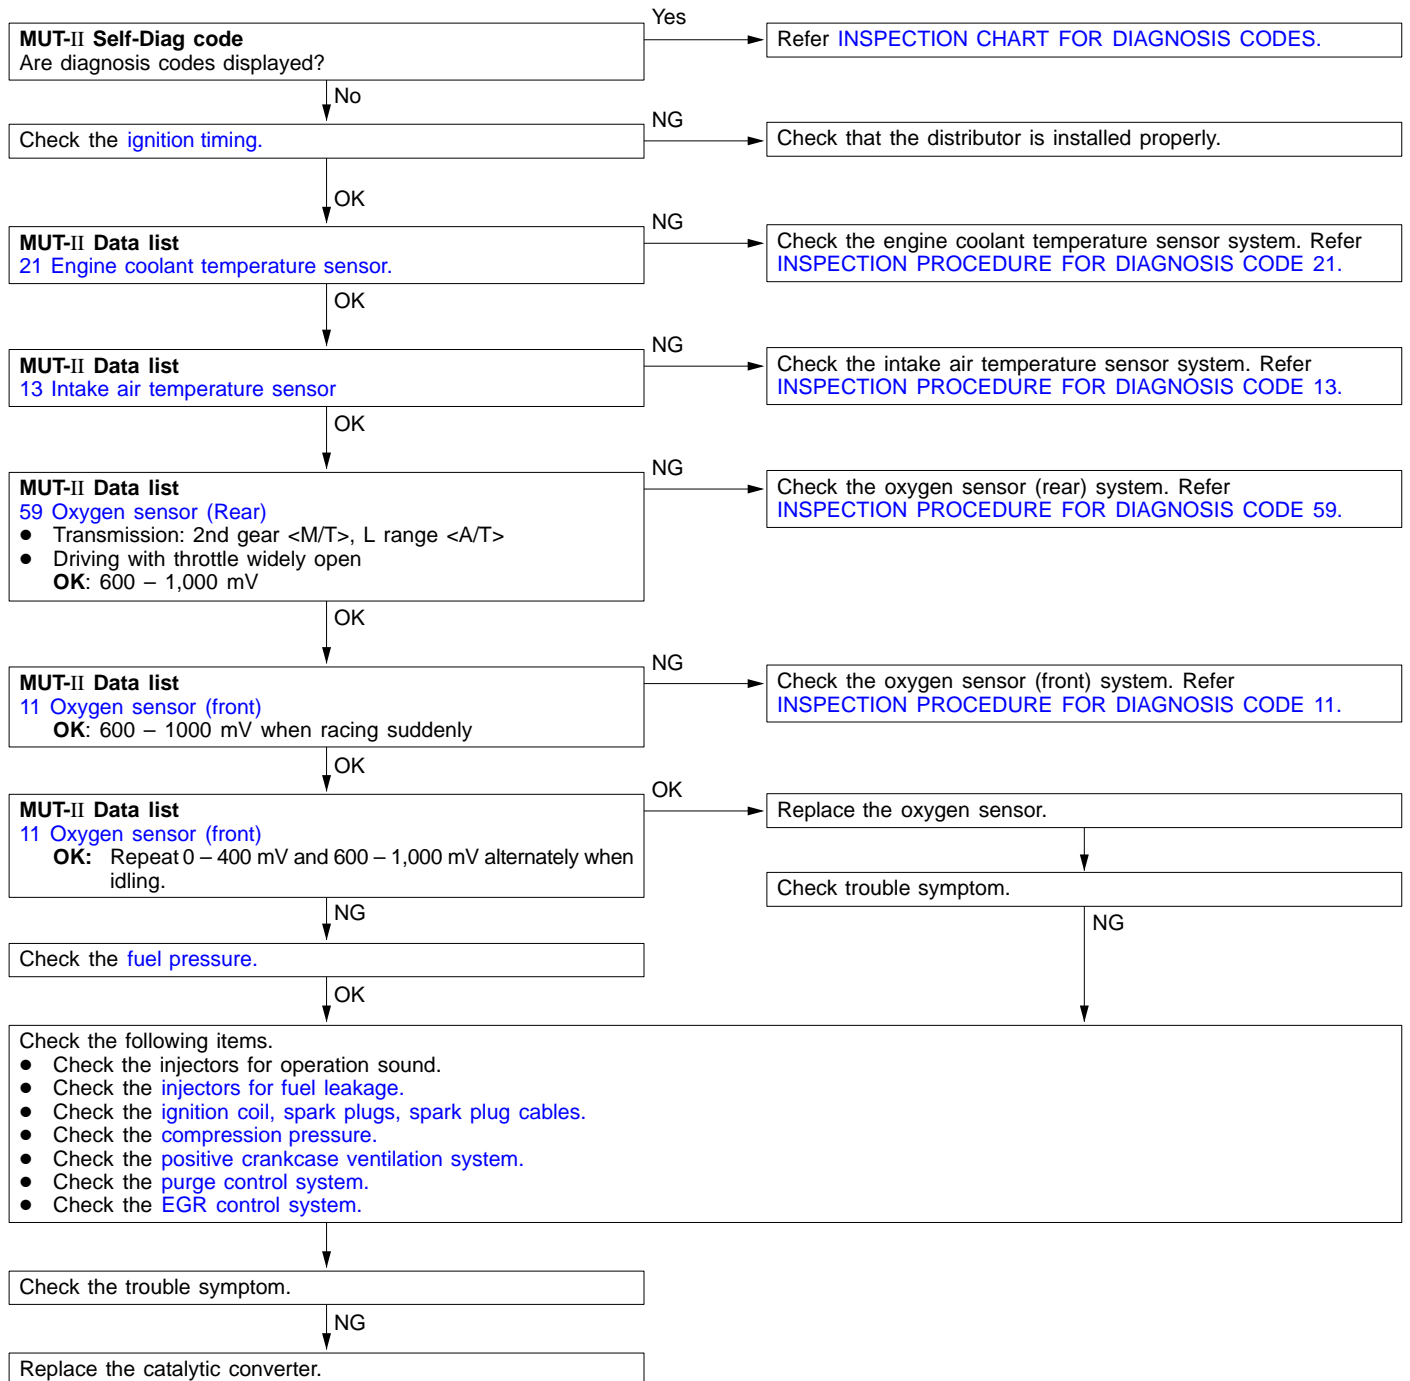 MUT-II Self-Diag code
Are diagnosis codes displayed?
Yes
Refer INSPECTION CHART FOR DIAGNOSIS CODES.
No
Check the ignition timing.
NG
Check that the distributor is installed properly.
OK
MUT-II Data list
21 Engine coolant temperature sensor.
NG
Check the engine coolant temperature sensor system. Refer
INSPECTION PROCEDURE FOR DIAGNOSIS CODE 21.
OK
MUT-II Data list
13 Intake air temperature sensor
NG
Check the intake air temperature sensor system. Refer
INSPECTION PROCEDURE FOR DIAGNOSIS CODE 13.
OK
MUT-II Data list
59 Oxygen sensor (Rear)
● Transmission: 2nd gear <M/T>, L range <A/T>
● Driving with throttle widely open
OK: 600 – 1,000 mV
NG
Check the oxygen sensor (rear) system. Refer
INSPECTION PROCEDURE FOR DIAGNOSIS CODE 59.
OK
MUT-II Data list
11 Oxygen sensor (front)
OK: 600 – 1000 mV when racing suddenly
NG
Check the oxygen sensor (front) system. Refer
INSPECTION PROCEDURE FOR DIAGNOSIS CODE 11.
OK
MUT-II Data list
11 Oxygen sensor (front)
OK: Repeat 0 – 400 mV and 600 – 1,000 mV alternately when
idling.
OK
Replace the oxygen sensor.
Check trouble symptom.
NG
NG
Check the fuel pressure.
OK
Check the following items.
● Check the injectors for operation sound.
● Check the injectors for fuel leakage.
● Check the ignition coil, spark plugs, spark plug cables.
● Check the compression pressure.
● Check the positive crankcase ventilation system.
● Check the purge control system.
● Check the EGR control system.
Check the trouble symptom.
NG
Replace the catalytic converter.